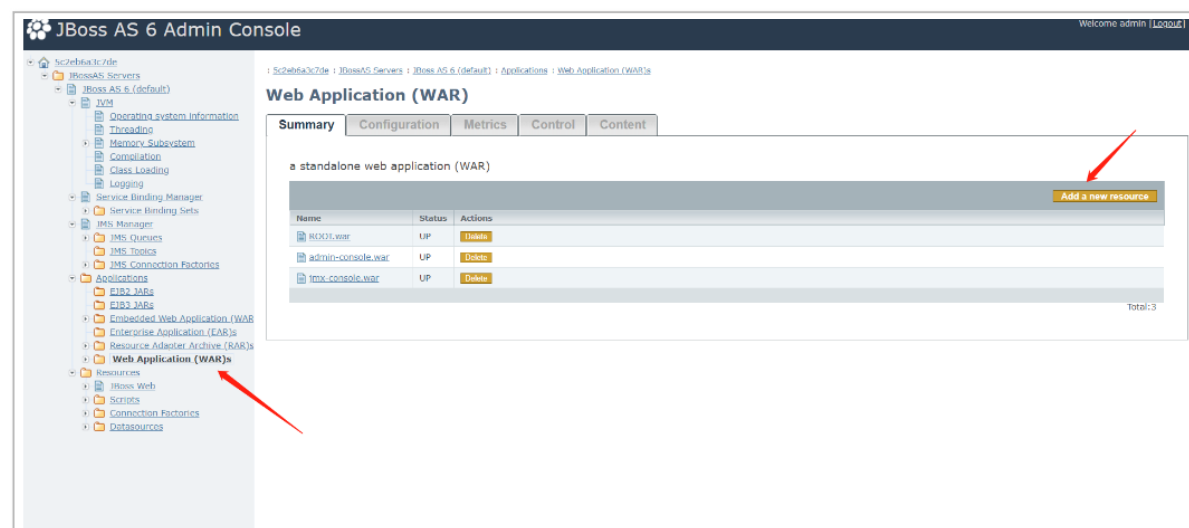 JBoss AS 6 Admin Console
Welcome admin [Logout]
5c2eb6a3c7de
JBossAS Servers
JBoss AS 6 (default)
JVM
Operating system information
Threading
Memory Subsystem
Compilation
Class Loading
Logging
Service Binding Manager
Service Binding Sets
JMS Manager
JMS Queues
JMS Topics
JMS Connection Factories
Applications
EJB2 JARs
EJB3 JARs
Embedded Web Application (WAR
Enterprise Application (EAR)s
Resource Adapter Archive (RAR)s
Web Application (WAR)s
Resources
JBoss Web
Scripts
Connection Factories
Datasources
: 5c2eb6a3c7de : JBossAS Servers : JBoss AS 6 (default) : Applications : Web Application (WAR)s
Web Application (WAR)
Summary Configuration Metrics Control Content
a standalone web application (WAR)
Add a new resource
Name Status Actions
ROOT.war UP Delete
admin-console.war UP Delete
jmx-console.war UP Delete
Total:3